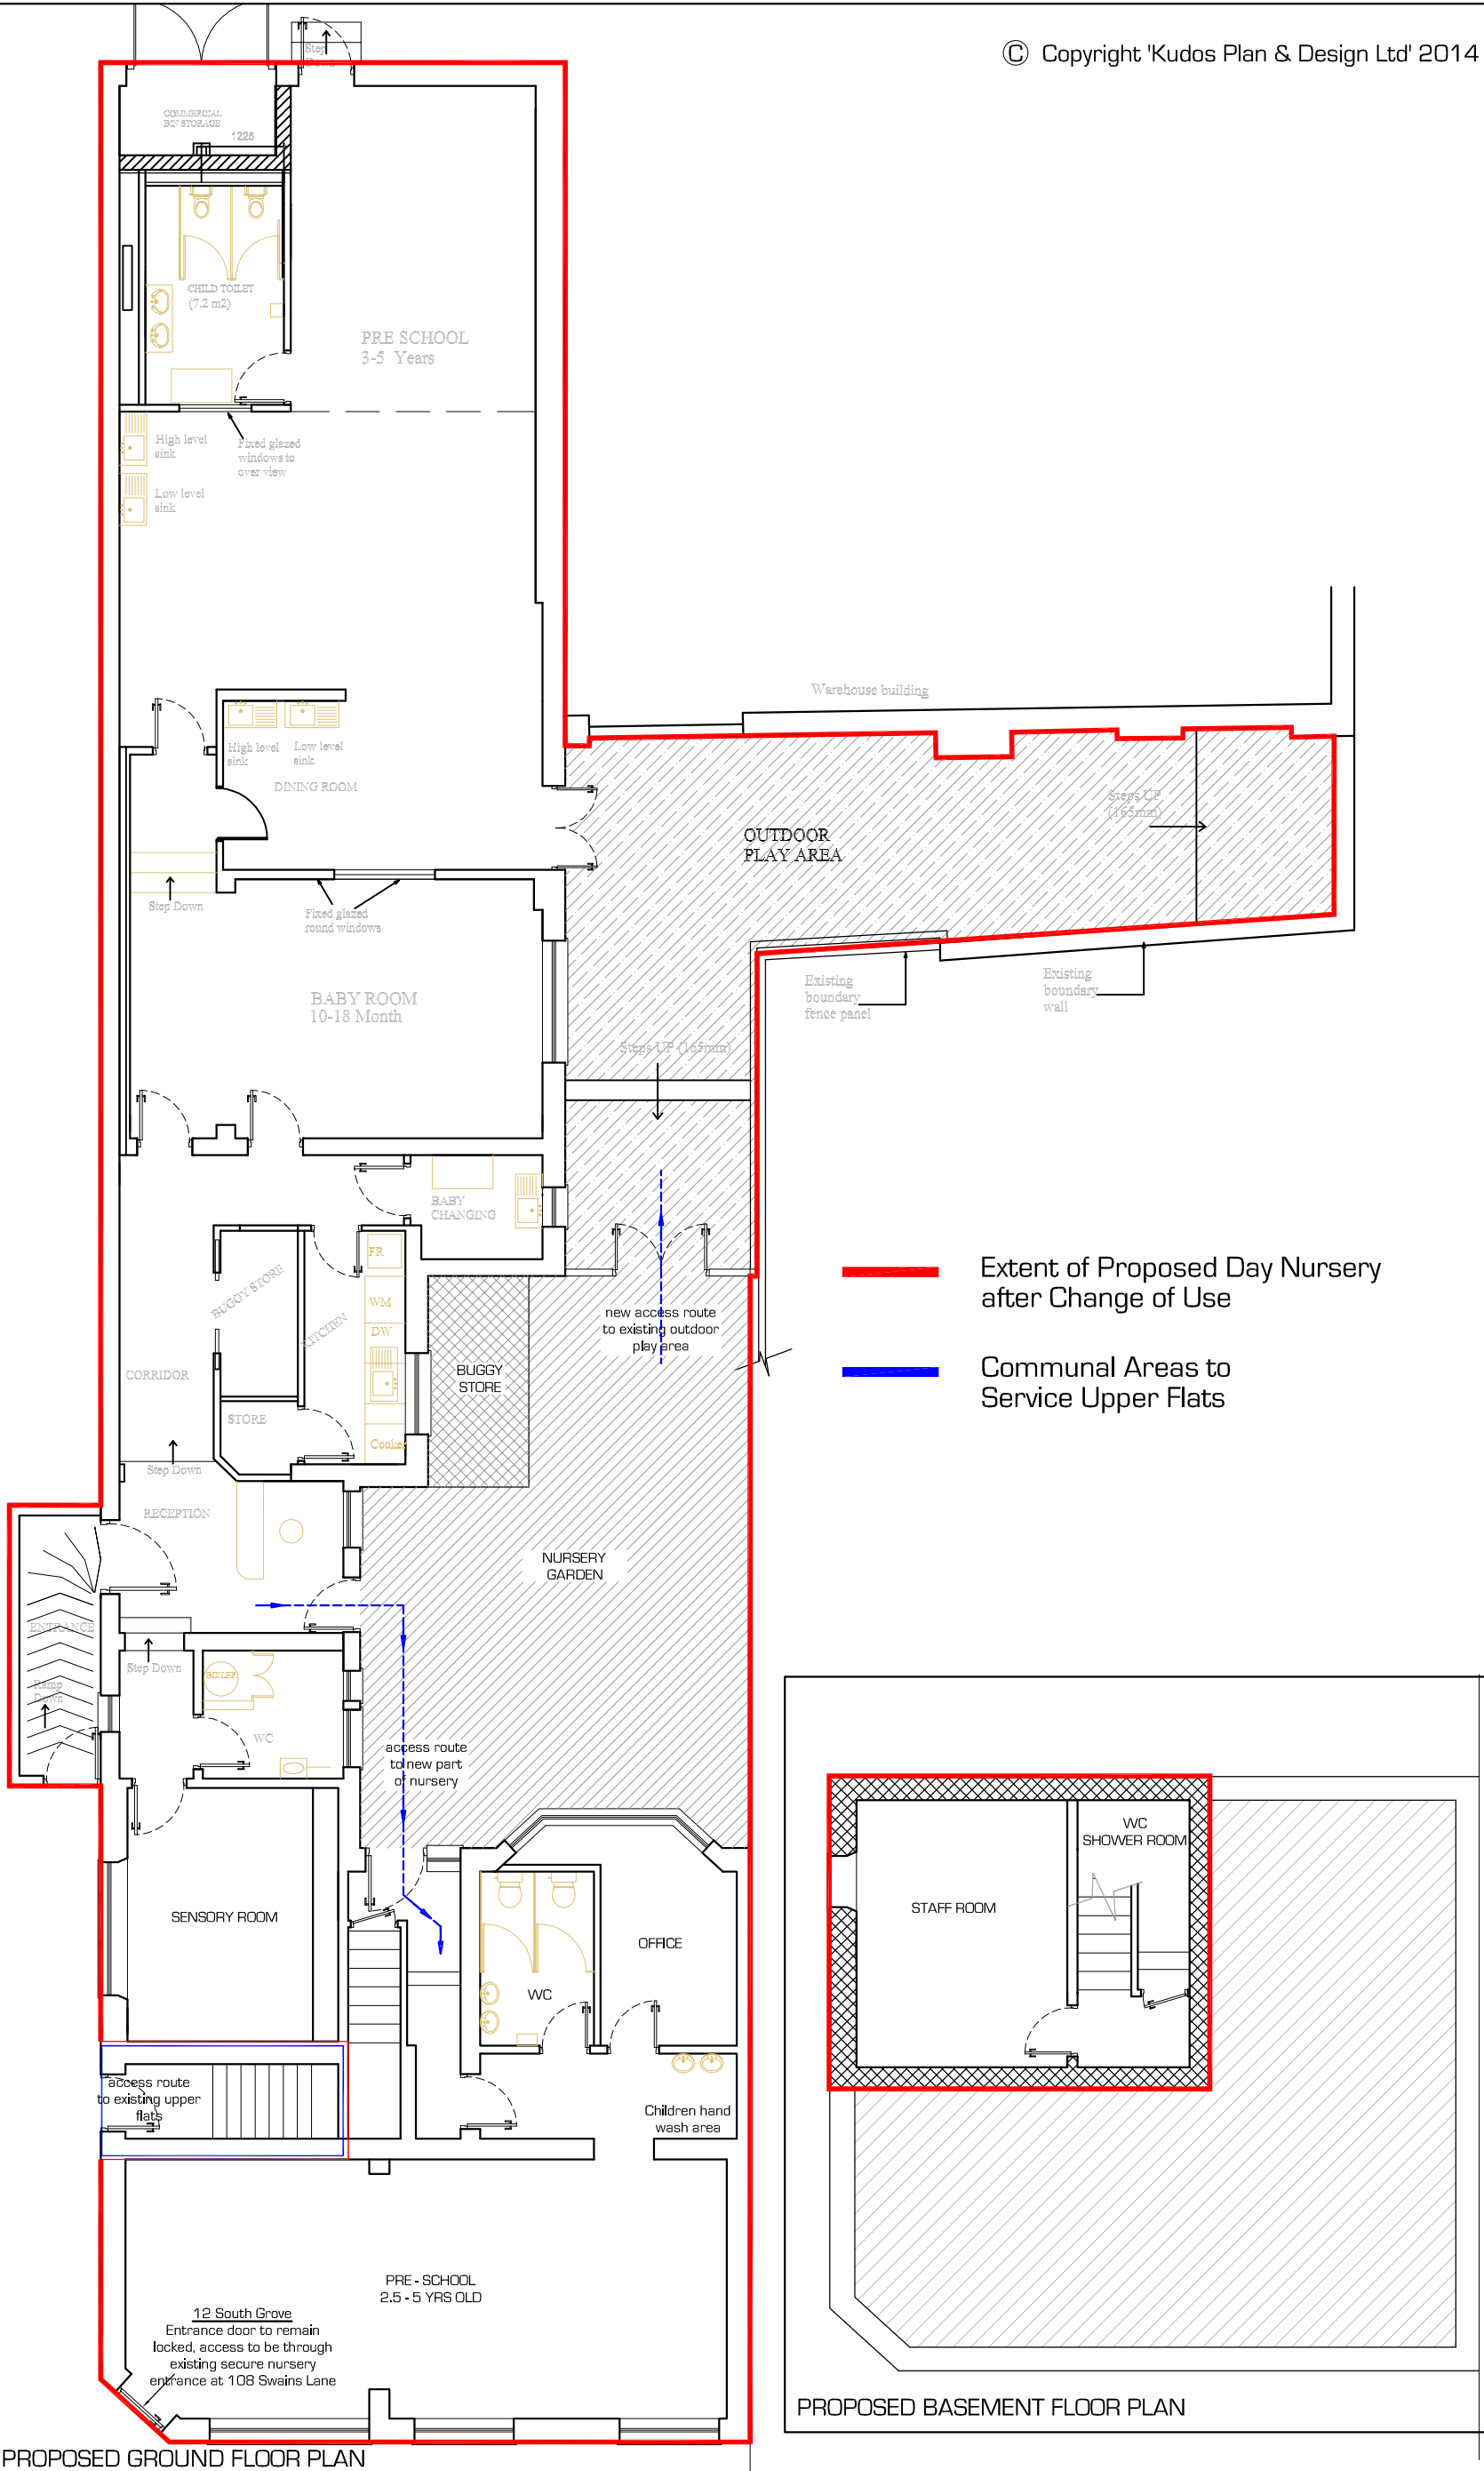 © Copyright 'Kudos Plan & Design Ltd' 2014
Step
Down
COMMERCIAL
BIN STORAGE
1225
CHILD TOILET
(7.2 m2)
PRE SCHOOL
3-5 Years
High level
sink
Fixed glazed
windows to
over view
Low level
sink
Warehouse building
High level
sink
Low level
sink
DINING ROOM
Steps UP
(165mm)
OUTDOOR
PLAY AREA
Step Down
Fixed glazed
round windows
BABY ROOM
10-18 Month
Existing
boundary
fence panel
Existing
boundary
wall
Steps UP (165mm)
BABY
CHANGING
FR
WM
DW
Cooker
BUGGY STORE
KITCHEN
new access route
to existing outdoor
play area
BUGGY
STORE
CORRIDOR
STORE
Step Down
Extent of Proposed Day Nursery
after Change of Use
Communal Areas to
Service Upper Flats
RECEPTION
NURSERY
GARDEN
ENTRANCE
Ramp
Down
Step Down
BOILER
WC
access route
to new part
of nursery
SENSORY ROOM
OFFICE
WC
access route
to existing upper
flats
Children hand
wash area
PRE - SCHOOL
2.5 - 5 YRS OLD
12 South Grove
Entrance door to remain
locked, access to be through
existing secure nursery
entrance at 108 Swains Lane
PROPOSED GROUND FLOOR PLAN
WC
SHOWER ROOM
STAFF ROOM
PROPOSED BASEMENT FLOOR PLAN